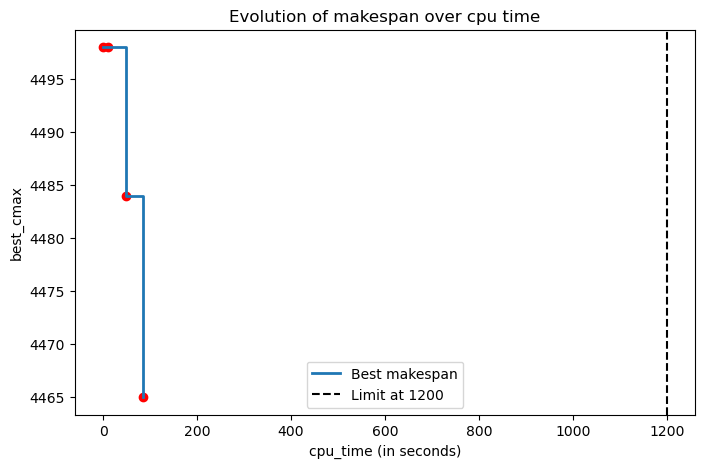 Evolution of makespan over cpu time
best_cmax
4495
4490
4485
4480
4475
4470
4465
Best makespan
Limit at 1200
0 200 400 600 800 1000 1200
cpu_time (in seconds)